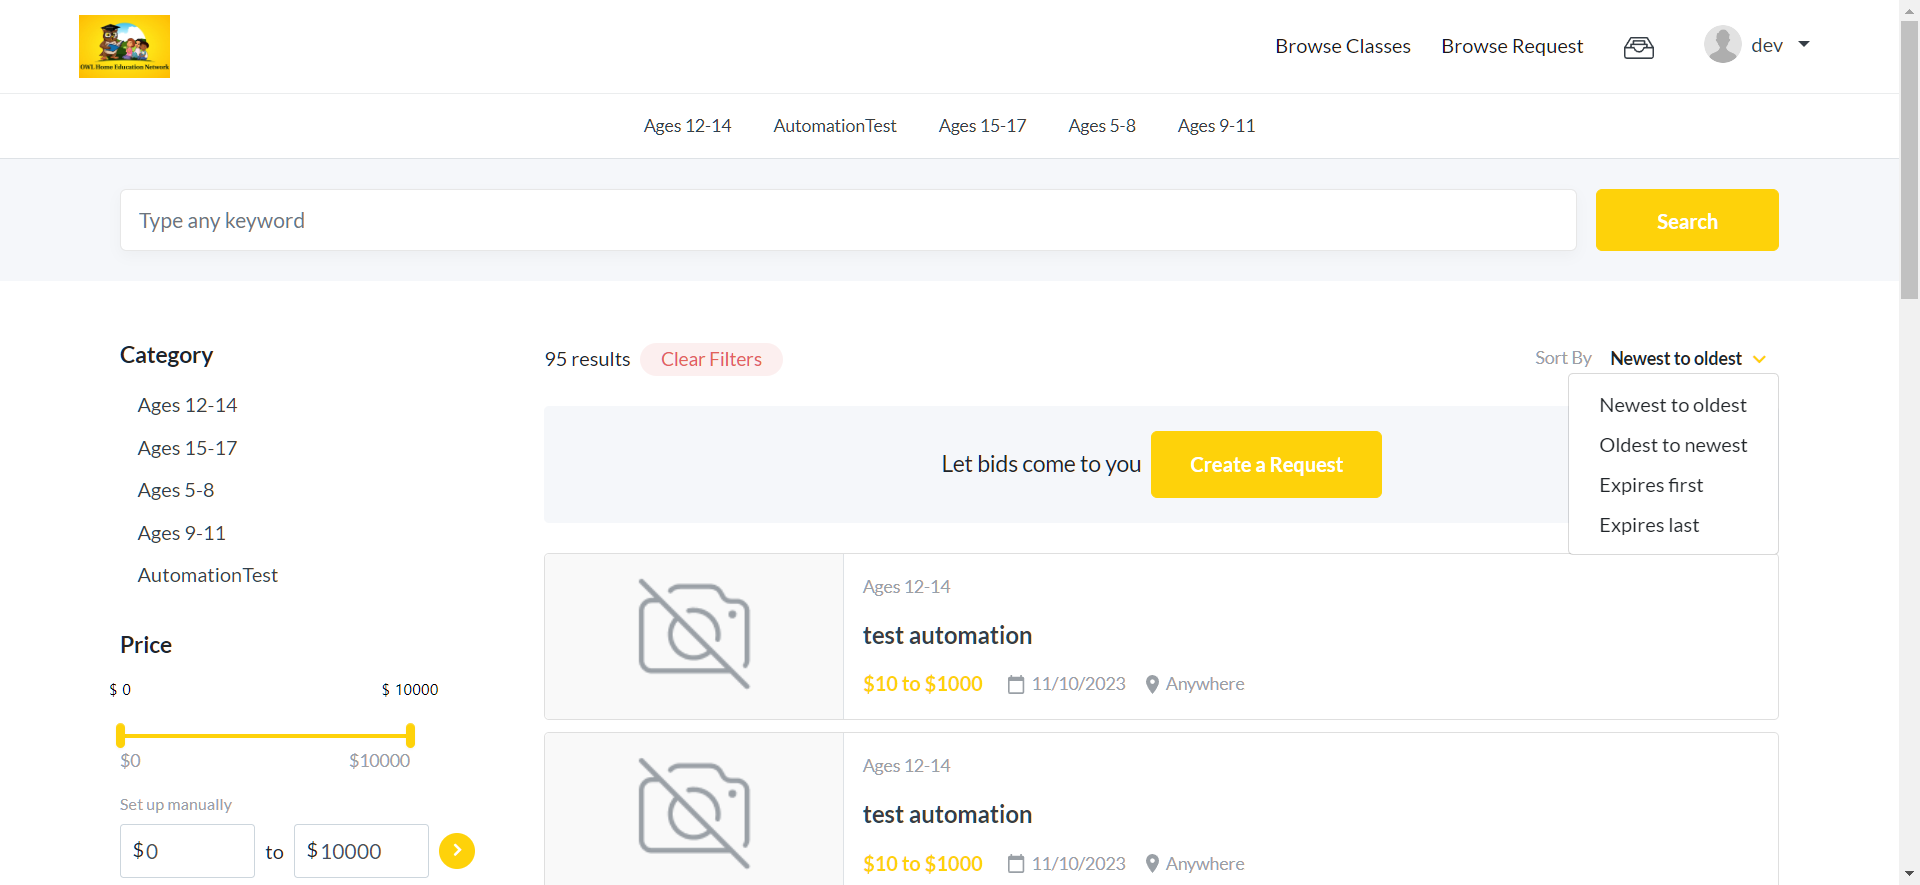 OWL Home Education Network
Browse Classes
Browse Request
dev
Ages 12-14
AutomationTest
Ages 15-17
Ages 5-8
Ages 9-11
Type any keyword
Search
Category
Ages 12-14
Ages 15-17
Ages 5-8
Ages 9-11
AutomationTest
Price
$ 0
$ 10000
$0
$10000
Set up manually
$0
to
$10000
95 results
Clear Filters
Sort By
Newest to oldest
Newest to oldest
Oldest to newest
Expires first
Expires last
Let bids come to you
Create a Request
Ages 12-14
test automation
$10 to $1000
11/10/2023
Anywhere
Ages 12-14
test automation
$10 to $1000
11/10/2023
Anywhere